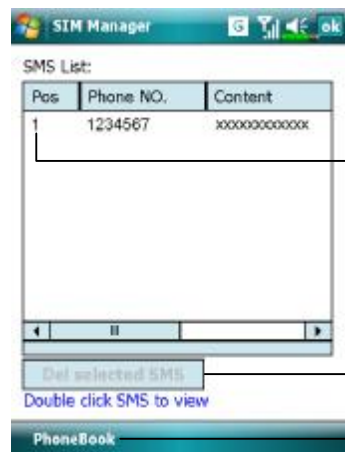 SIM Manager G ok
SMS List:
Pos Phone NO. Content
1 1234567 xxxxxxxxxxxx
Del selected SMS
Double click SMS to view
PhoneBook